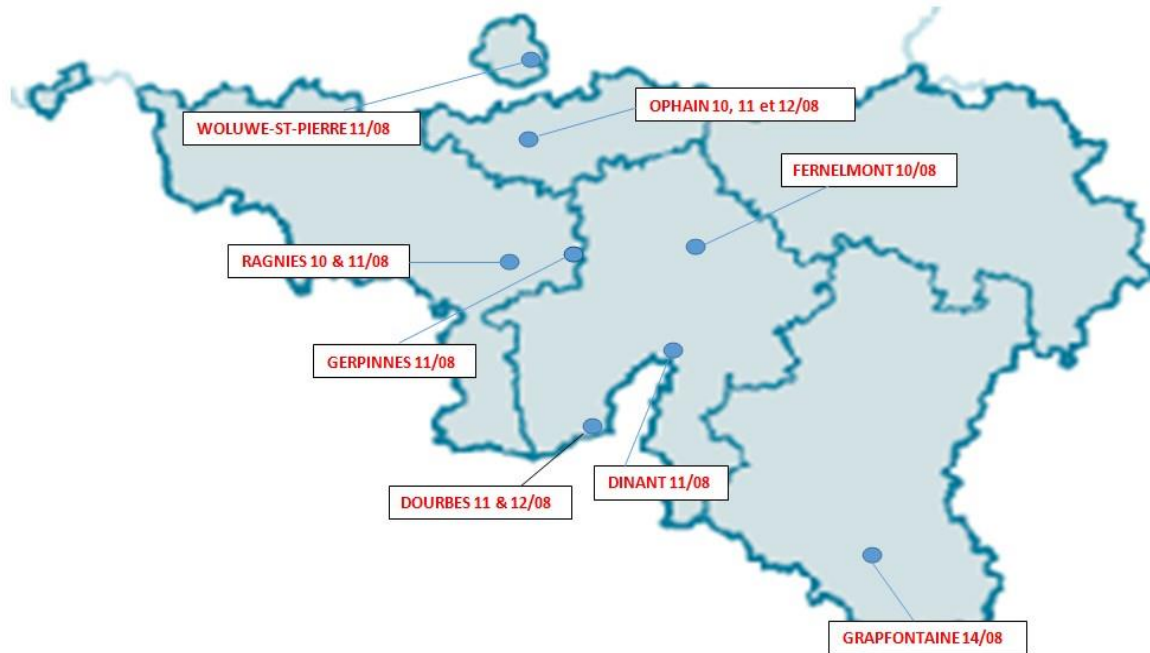 WOLUWE-ST-PIERRE 11/08
OPHAIN 10, 11 et 12/08
FERNELMONT 10/08
RAGNIES 10 & 11/08
GERPINNES 11/08
DINANT 11/08
DOURBES 11 & 12/08
GRAPFONTAINE 14/08